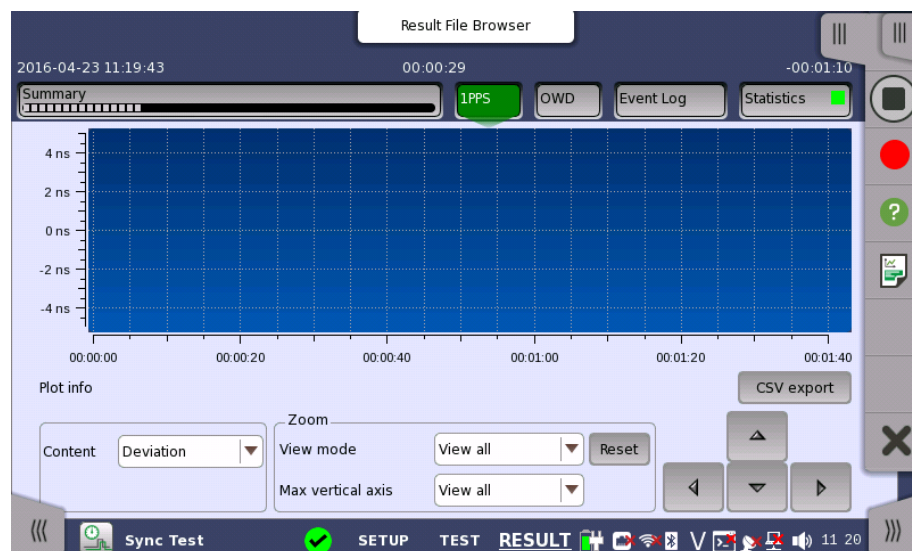 Result File Browser
2016-04-23 11:19:43 00:00:29 -00:01:10
Summary 1PPS OWD Event Log Statistics
4 ns
2 ns
0 ns
-2 ns
-4 ns
00:00:00 00:00:20 00:00:40 00:01:00 00:01:20 00:01:40
Plot info CSV export
Zoom
Content Deviation View mode View all Reset
Max vertical axis View all
Sync Test SETUP TEST RESULT 11 20